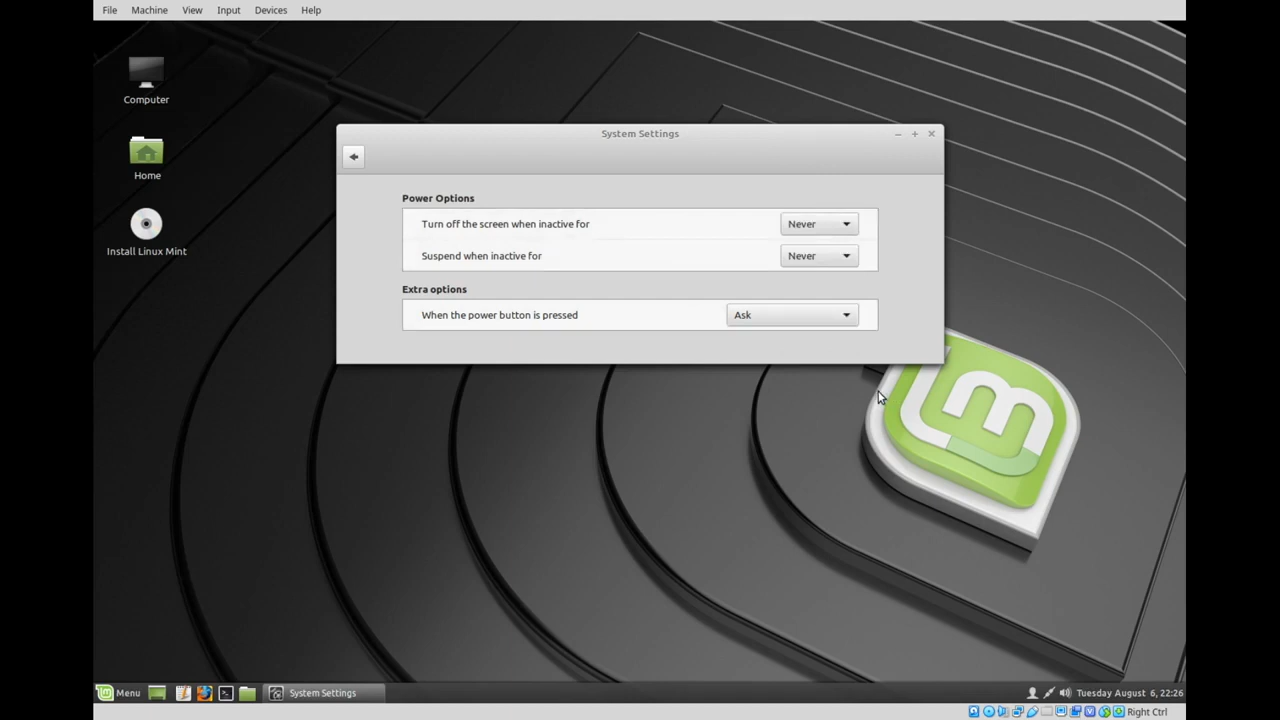 File Machine View Input Devices Help
Computer
Home
Install Linux Mint
System Settings
Power Options
Turn off the screen when inactive for Never
Suspend when inactive for Never
Extra options
When the power button is pressed Ask
m
Menu System Settings Tuesday August 6, 22:26
Right Ctrl